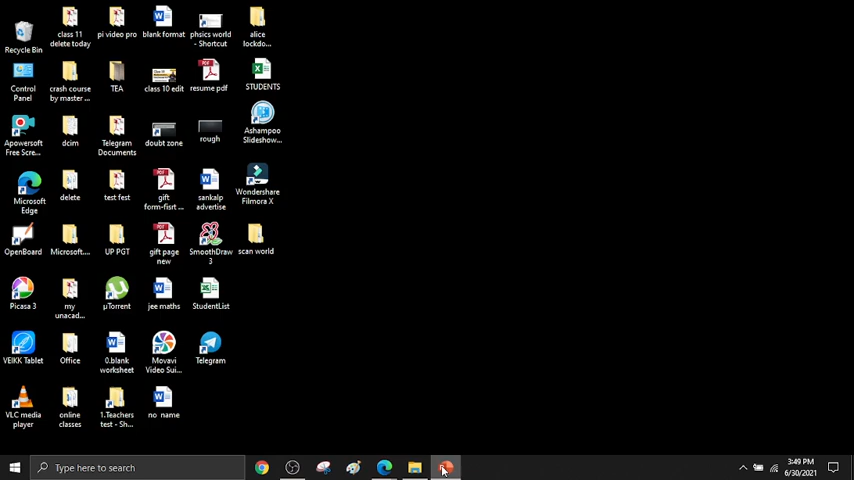 Recycle Bin
class 11
delete today
pi video pro
blank format
phsics world
- Shortcut
alice
lockdo...
Control
Panel
crash course
by master ...
TEA
class 10 edit
resume pdf
STUDENTS
Apowersoft
Free Scre...
dcim
Telegram
Documents
doubt zone
rough
Ashampoo
Slideshow...
Microsoft
Edge
delete
test fest
gift
form-fisrt ...
sankalp
advertise
Wondershare
Filmora X
OpenBoard
Microsoft....
UP PGT
gift page
new
SmoothDraw
3
scan world
Picasa 3
my
unacad...
µTorrent
jee maths
StudentList
VEIKK Tablet
Office
0.blank
worksheet
Movavi
Video Sui...
Telegram
VLC media
player
online
classes
1.Teachers
test - Sh...
no name
Type here to search
3:49 PM
6/30/2021